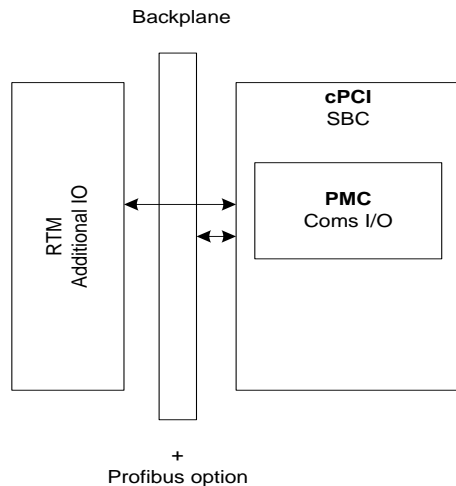 Backplane
cPCI
SBC
PMC
Coms I/O
RTM
Additional IO
+
Profibus option